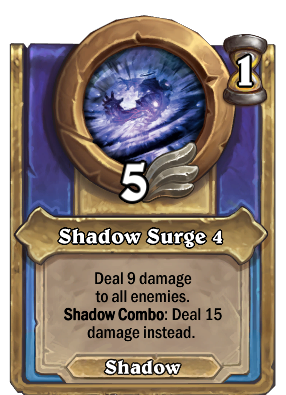 1
5
Shadow Surge 4
Deal 9 damage
to all enemies.
Shadow Combo: Deal 15
damage instead.
Shadow